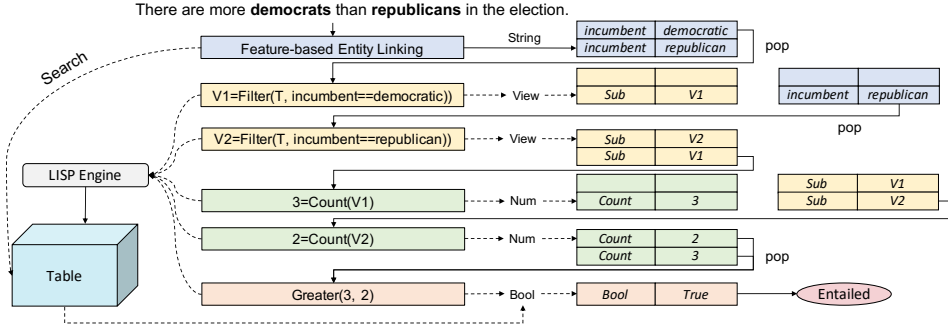 There are more democrats than republicans in the election.
Feature-based Entity Linking
String
incumbent democratic
incumbent republican
pop
Search
V1=Filter(T, incumbent==democratic))
View
Sub V1
incumbent republican
pop
V2=Filter(T, incumbent==republican))
View
Sub V2
Sub V1
LISP Engine
3=Count(V1)
Num
Count 3
Sub V1
Sub V2
2=Count(V2)
Num
Count 2
Count 3
pop
Table
Greater(3, 2)
Bool
Bool True
Entailed